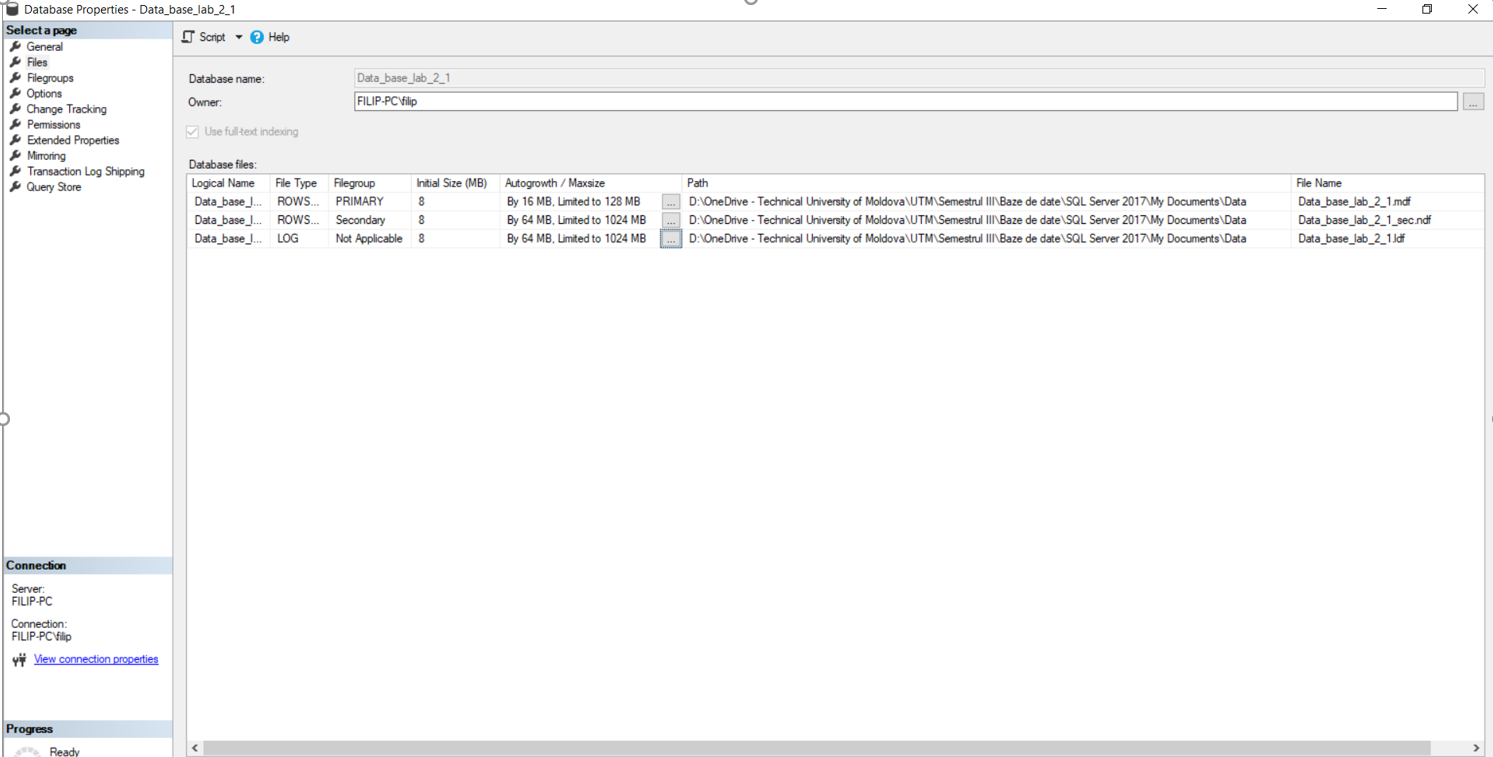 Database Properties - Data_base_lab_2_1
Select a page
General
Files
Filegroups
Options
Change Tracking
Permissions
Extended Properties
Mirroring
Transaction Log Shipping
Query Store
Script Help
Database name: Data_base_lab_2_1
Owner: FILIP-PC\filip ...
Use full-text indexing
Database files:
Logical Name File Type Filegroup Initial Size (MB) Autogrowth / Maxsize Path File Name
Data_base_l... ROWS... PRIMARY 8 By 16 MB, Limited to 128 MB ... D:\OneDrive - Technical University of Moldova\UTM\Semestrul III\Baze de date\SQL Server 2017\My Documents\Data Data_base_lab_2_1.mdf
Data_base_l... ROWS... Secondary 8 By 64 MB, Limited to 1024 MB ... D:\OneDrive - Technical University of Moldova\UTM\Semestrul III\Baze de date\SQL Server 2017\My Documents\Data Data_base_lab_2_1_sec.ndf
Data_base_l... LOG Not Applicable 8 By 64 MB, Limited to 1024 MB ... D:\OneDrive - Technical University of Moldova\UTM\Semestrul III\Baze de date\SQL Server 2017\My Documents\Data Data_base_lab_2_1.ldf
Connection
Server:
FILIP-PC
Connection:
FILIP-PC\filip
View connection properties
Progress
Ready